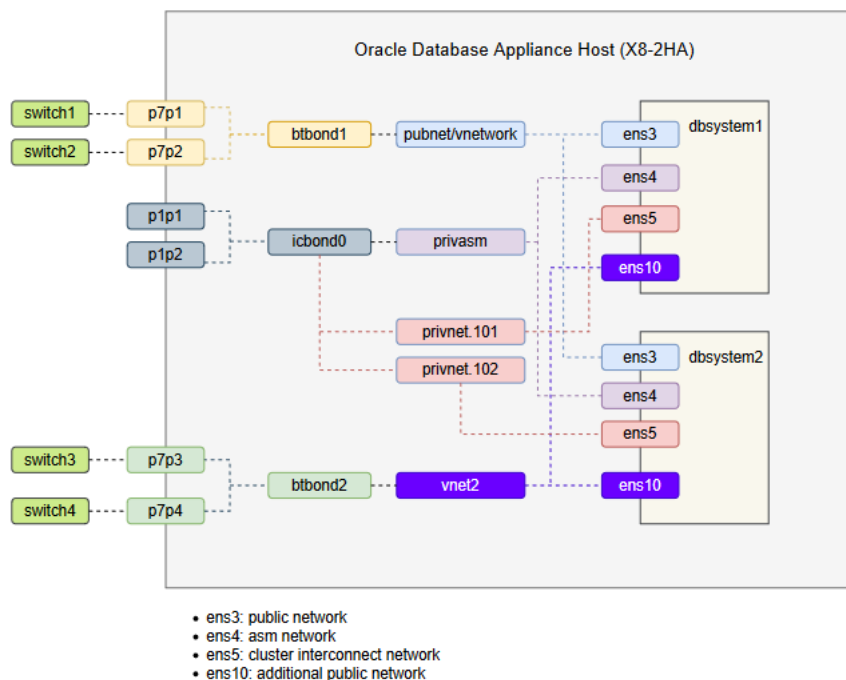 Oracle Database Appliance Host (X8-2HA)
switch1
p7p1
btbond1
pubnet/vnetwork
ens3
dbsystem1
switch2
p7p2
ens4
p1p1
ens5
icbond0
privasm
p1p2
ens10
privnet.101
privnet.102
ens3
dbsystem2
ens4
ens5
switch3
p7p3
btbond2
vnet2
ens10
switch4
p7p4
• ens3: public network
• ens4: asm network
• ens5: cluster interconnect network
• ens10: additional public network